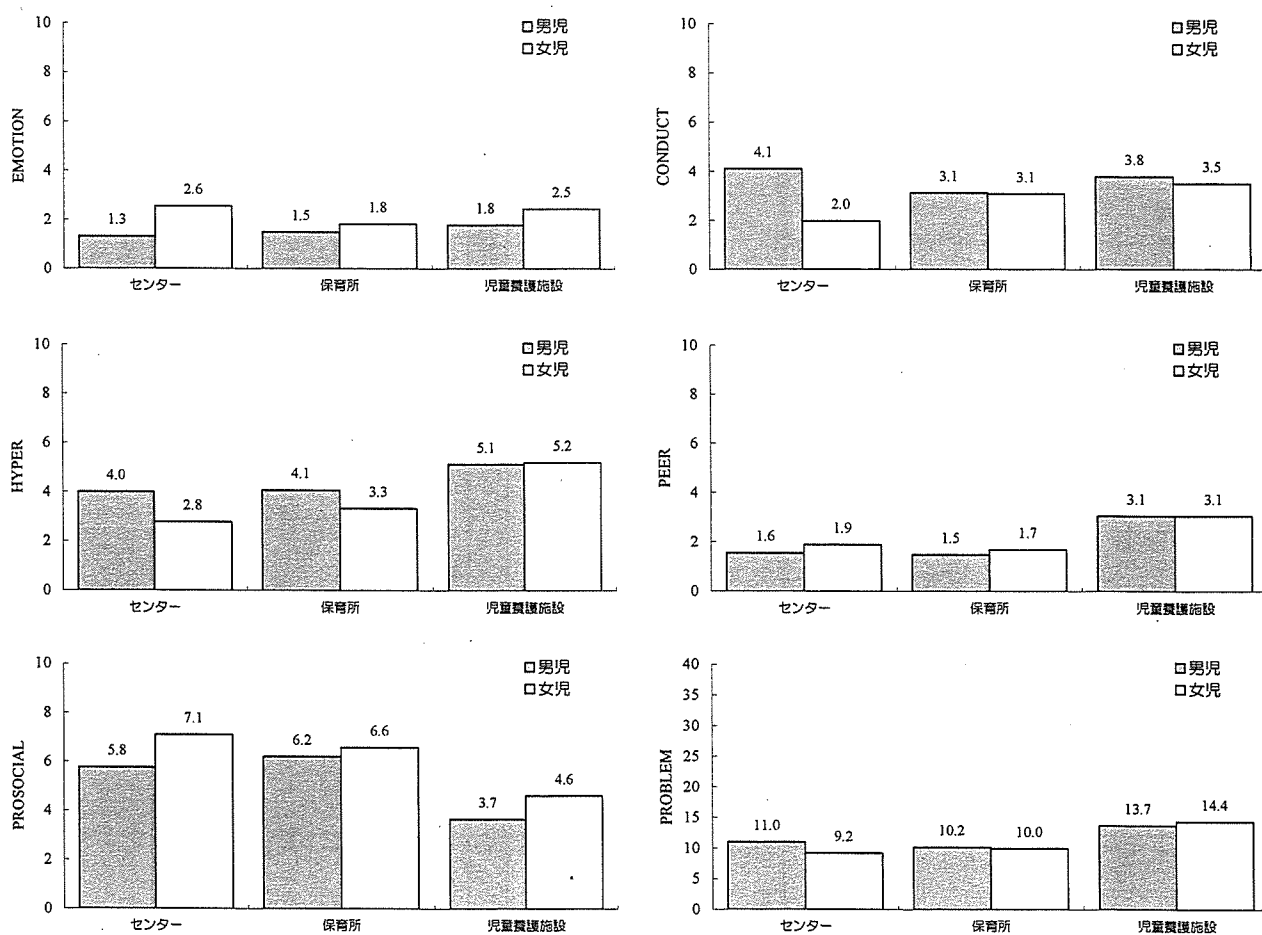 10
8
6
4
2
0
EMOTION
□男児
□女児
1.3
2.6
1.5
1.8
1.8
2.5
センター
保育所
児童養護施設
10
8
6
4
2
0
CONDUCT
□男児
□女児
4.1
2.0
3.1
3.1
3.8
3.5
センター
保育所
児童養護施設
10
8
6
4
2
0
HYPER
□男児
□女児
4.0
2.8
4.1
3.3
5.1
5.2
センター
保育所
児童養護施設
10
8
6
4
2
0
PEER
□男児
□女児
1.6
1.9
1.5
1.7
3.1
3.1
センター
保育所
児童養護施設
10
8
6
4
2
0
PROSOCIAL
□男児
□女児
5.8
7.1
6.2
6.6
3.7
4.6
センター
保育所
児童養護施設
40
35
30
25
20
15
10
5
0
PROBLEM
□男児
□女児
11.0
9.2
10.2
10.0
13.7
14.4
センター
保育所
児童養護施設